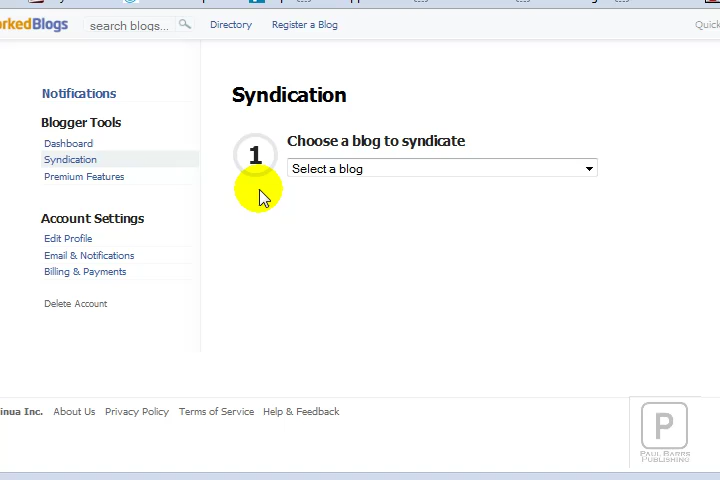 orkedBlogs search blogs... Directory Register a Blog Quick
Notifications
Syndication
Blogger Tools
1
Choose a blog to syndicate
Dashboard
Syndication
Select a blog
Premium Features
Account Settings
Edit Profile
Email & Notifications
Billing & Payments
Delete Account
inua Inc. About Us Privacy Policy Terms of Service Help & Feedback
P
PAUL BARRS
PUBLISHING